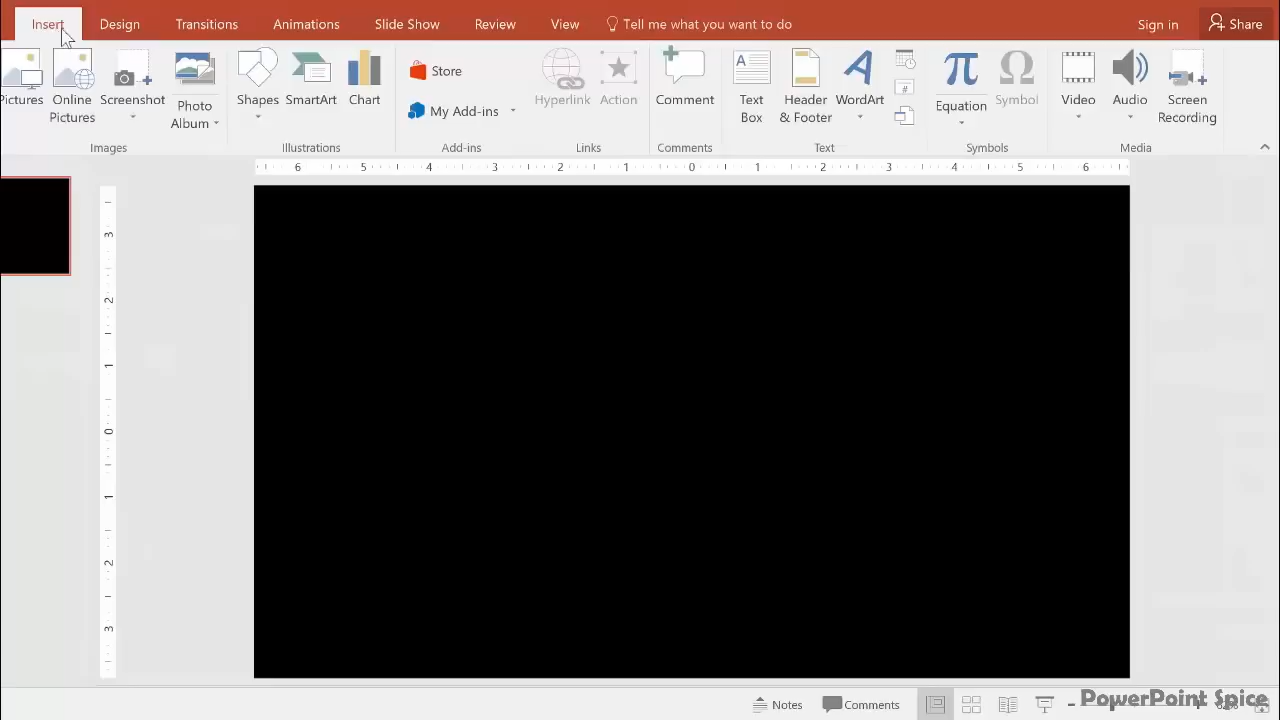 Insert Design Transitions Animations Slide Show Review View Tell me what you want to do Sign in Share
Pictures Online Pictures Screenshot Photo Album Shapes SmartArt Chart Store My Add-ins Hyperlink Action Comment Text Box Header & Footer WordArt # Equation Symbol Video Audio Screen Recording
Images Illustrations Add-ins Links Comments Text Symbols Media
6 5 4 3 2 1 0 1 2 3 4 5 6
3
2
1
0
1
2
3
Notes Comments
PowerPoint Spice